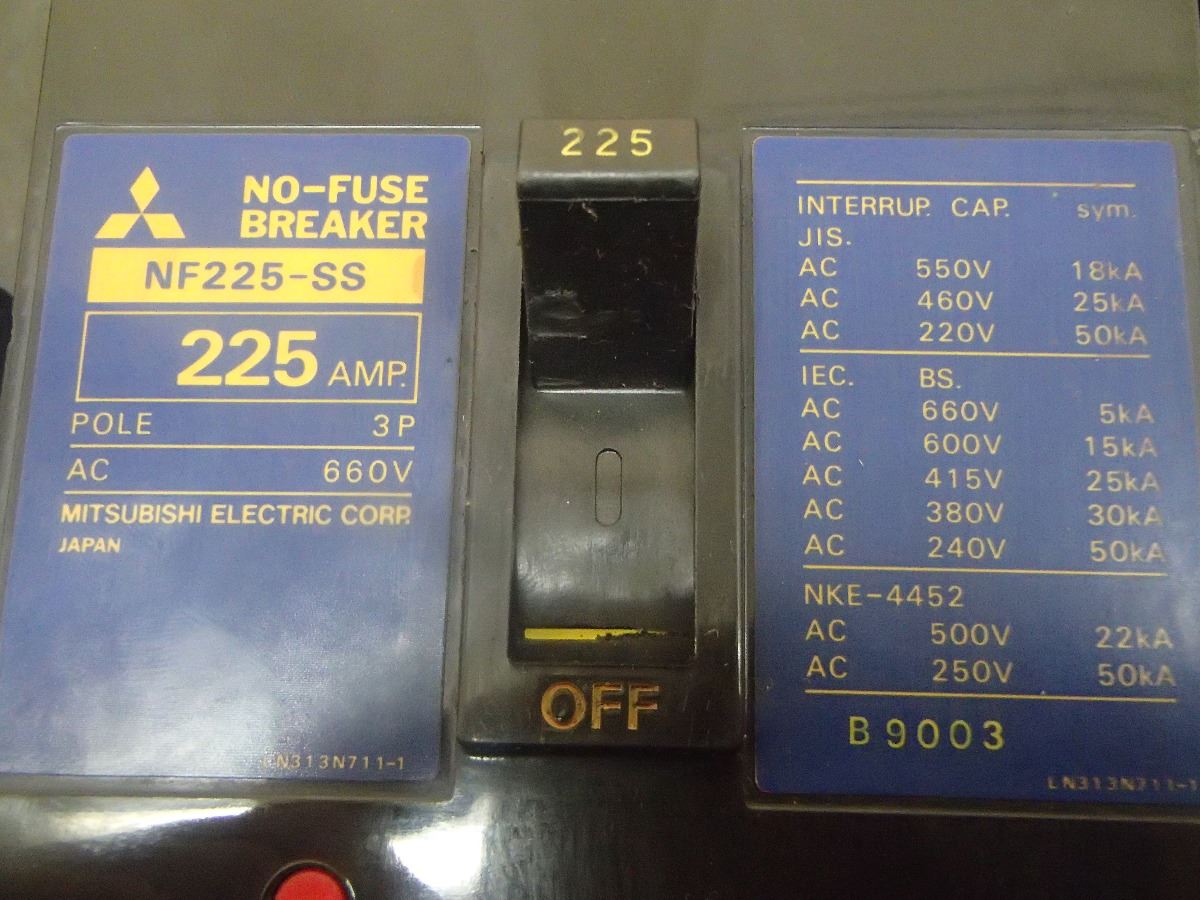 NO-FUSE
BREAKER
NF225-SS
225 AMP.
POLE 3P
AC 660V
MITSUBISHI ELECTRIC CORP.
JAPAN
LN313N711-1
225
OFF
INTERRUP. CAP. sym.
JIS.
AC 550V 18kA
AC 460V 25kA
AC 220V 50kA
IEC. BS.
AC 660V 5kA
AC 600V 15kA
AC 415V 25kA
AC 380V 30kA
AC 240V 50kA
NKE-4452
AC 500V 22kA
AC 250V 50kA
B9003
LN313N711-1